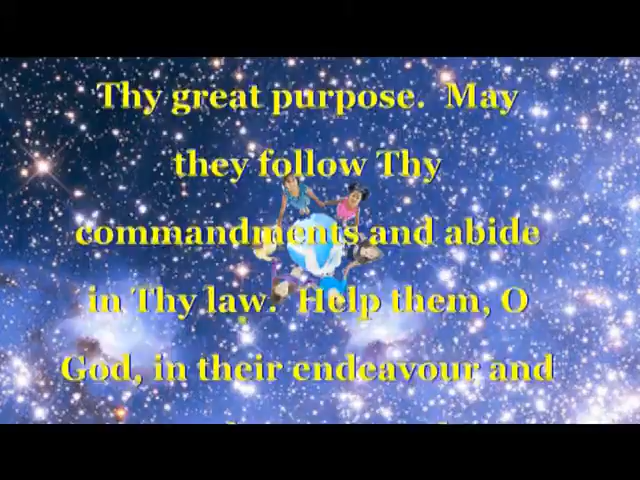 Thy great purpose. May
they follow Thy
commandments and abide
in Thy law. Help them, O
God, in their endeavour and